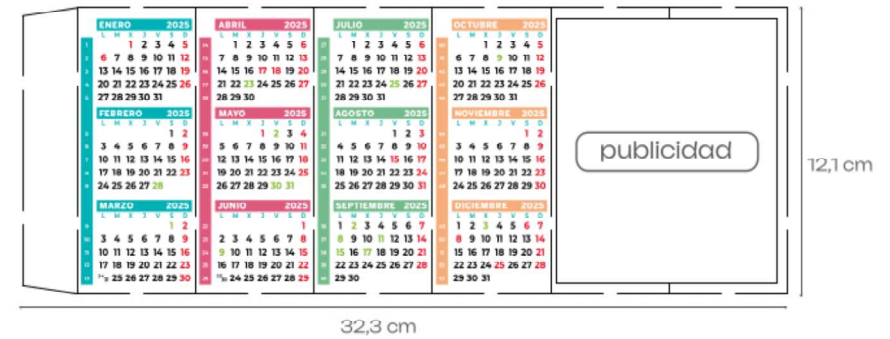 ENERO 2025
L M X J V S D
1 2 3 4 5
6 7 8 9 10 11 12
13 14 15 16 17 18 19
20 21 22 23 24 25 26
27 28 29 30 31
FEBRERO 2025
L M X J V S D
1 2
3 4 5 6 7 8 9
10 11 12 13 14 15 16
17 18 19 20 21 22 23
24 25 26 27 28
MARZO 2025
L M X J V S D
1 2
3 4 5 6 7 8 9
10 11 12 13 14 15 16
17 18 19 20 21 22 23
24/31 25 26 27 28 29 30
ABRIL 2025
L M X J V S D
1 2 3 4 5 6
7 8 9 10 11 12 13
14 15 16 17 18 19 20
21 22 23 24 25 26 27
28 29 30
MAYO 2025
L M X J V S D
1 2 3 4
5 6 7 8 9 10 11
12 13 14 15 16 17 18
19 20 21 22 23 24 25
26 27 28 29 30 31
JUNIO 2025
L M X J V S D
1
2 3 4 5 6 7 8
9 10 11 12 13 14 15
16 17 18 19 20 21 22
23/30 24 25 26 27 28 29
JULIO 2025
L M X J V S D
1 2 3 4 5 6
7 8 9 10 11 12 13
14 15 16 17 18 19 20
21 22 23 24 25 26 27
28 29 30 31
AGOSTO 2025
L M X J V S D
1 2 3
4 5 6 7 8 9 10
11 12 13 14 15 16 17
18 19 20 21 22 23 24
25 26 27 28 29 30 31
SEPTIEMBRE 2025
L M X J V S D
1 2 3 4 5 6 7
8 9 10 11 12 13 14
15 16 17 18 19 20 21
22 23 24 25 26 27 28
29 30
OCTUBRE 2025
L M X J V S D
1 2 3 4 5
6 7 8 9 10 11 12
13 14 15 16 17 18 19
20 21 22 23 24 25 26
27 28 29 30 31
NOVIEMBRE 2025
L M X J V S D
1 2
3 4 5 6 7 8 9
10 11 12 13 14 15 16
17 18 19 20 21 22 23
24 25 26 27 28 29 30
DICIEMBRE 2025
L M X J V S D
1 2 3 4 5 6 7
8 9 10 11 12 13 14
15 16 17 18 19 20 21
22 23 24 25 26 27 28
29 30 31
publicidad
12,1 cm
32,3 cm